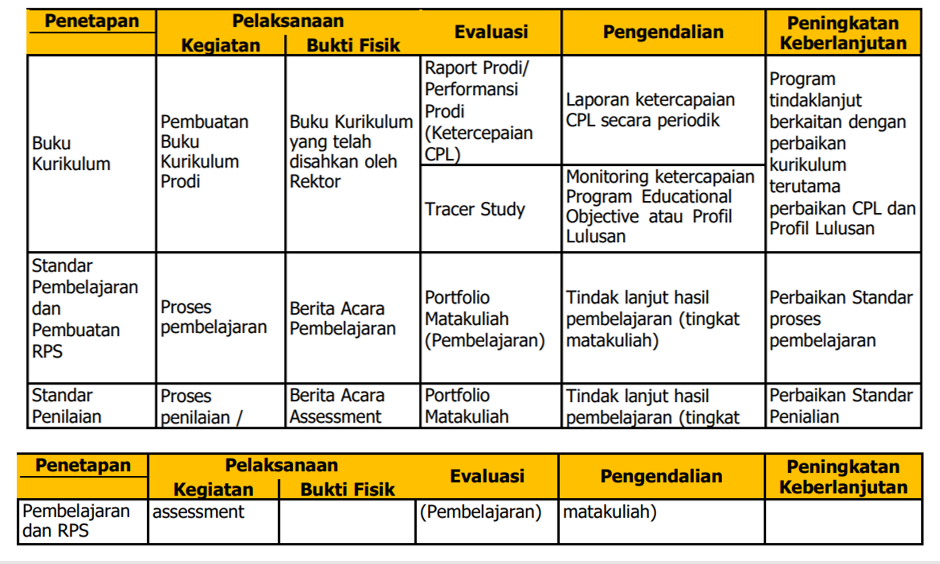 Penetapan
Pelaksanaan
Kegiatan
Bukti Fisik
Evaluasi
Pengendalian
Peningkatan
Keberlanjutan
Buku
Kurikulum
Pembuatan
Buku
Kurikulum
Prodi
Buku Kurikulum
yang telah
disahkan oleh
Rektor
Raport Prodi/
Performansi
Prodi
(Ketercepaian
CPL)
Laporan ketercapaian
CPL secara periodik
Tracer Study
Monitoring ketercapaian
Program Educational
Objective atau Profil
Lulusan
Program
tindaklanjut
berkaitan dengan
perbaikan
kurikulum
terutama
perbaikan CPL dan
Profil Lulusan
Standar
Pembelajaran
dan
Pembuatan
RPS
Proses
pembelajaran
Berita Acara
Pembelajaran
Portfolio
Matakuliah
(Pembelajaran)
Tindak lanjut hasil
pembelajaran (tingkat
matakuliah)
Perbaikan Standar
proses
pembelajaran
Standar
Penilaian
Proses
penilaian /
Berita Acara
Assessment
Portfolio
Matakuliah
Tindak lanjut hasil
pembelajaran (tingkat
Perbaikan Standar
Penialian
Penetapan
Pelaksanaan
Kegiatan
Bukti Fisik
Evaluasi
Pengendalian
Peningkatan
Keberlanjutan
Pembelajaran
dan RPS
assessment
(Pembelajaran)
matakuliah)